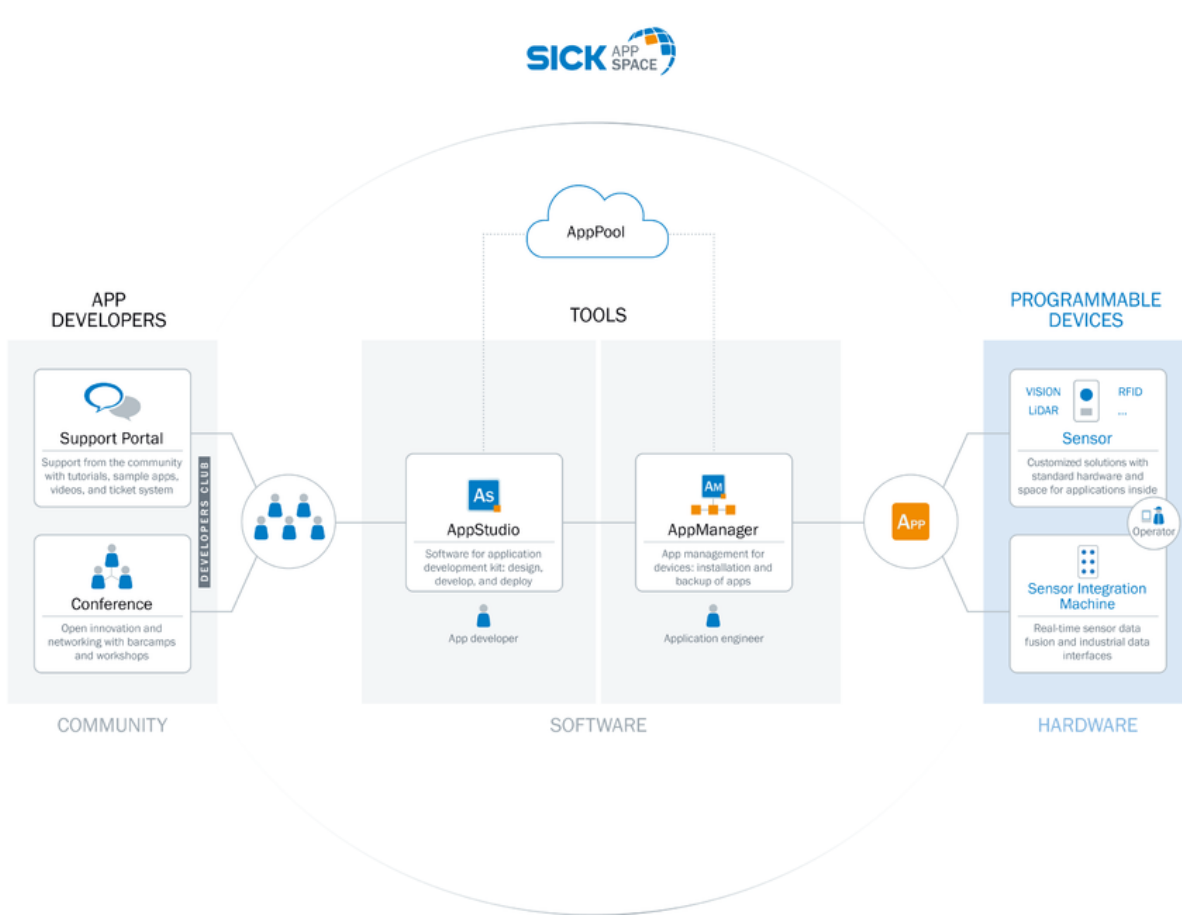 SICK APP
SPACE
AppPool
APP
DEVELOPERS
TOOLS
PROGRAMMABLE
DEVICES
Support Portal
Support from the community
with tutorials, sample apps,
videos, and ticket system
Conference
Open innovation and
networking with barcamps
and workshops
DEVELOPERS CLUB
As
AppStudio
Software for application
development kit: design,
develop, and deploy
App developer
AM
AppManager
App management for
devices: installation and
backup of apps
Application engineer
APP
VISION
RFID
LiDAR
...
Sensor
Customized solutions with
standard hardware and
space for applications inside
Operator
Sensor Integration
Machine
Real-time sensor data
fusion and industrial data
interfaces
COMMUNITY
SOFTWARE
HARDWARE